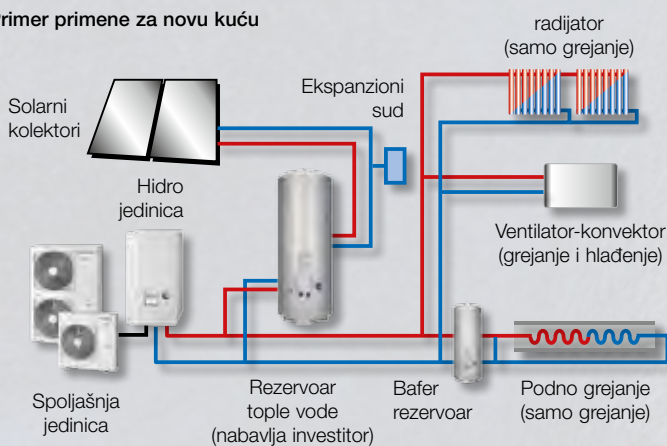 Primer primene za novu kuću
radijator
(samo grejanje)
Solarni
kolektori
Ekspanzioni
sud
Hidro
jedinica
Ventilator-konvektor
(grejanje i hlađenje)
Spoljašnja
jedinica
Rezervoar
tople vode
(nabavlja investitor)
Bafer
rezervoar
Podno grejanje
(samo grejanje)